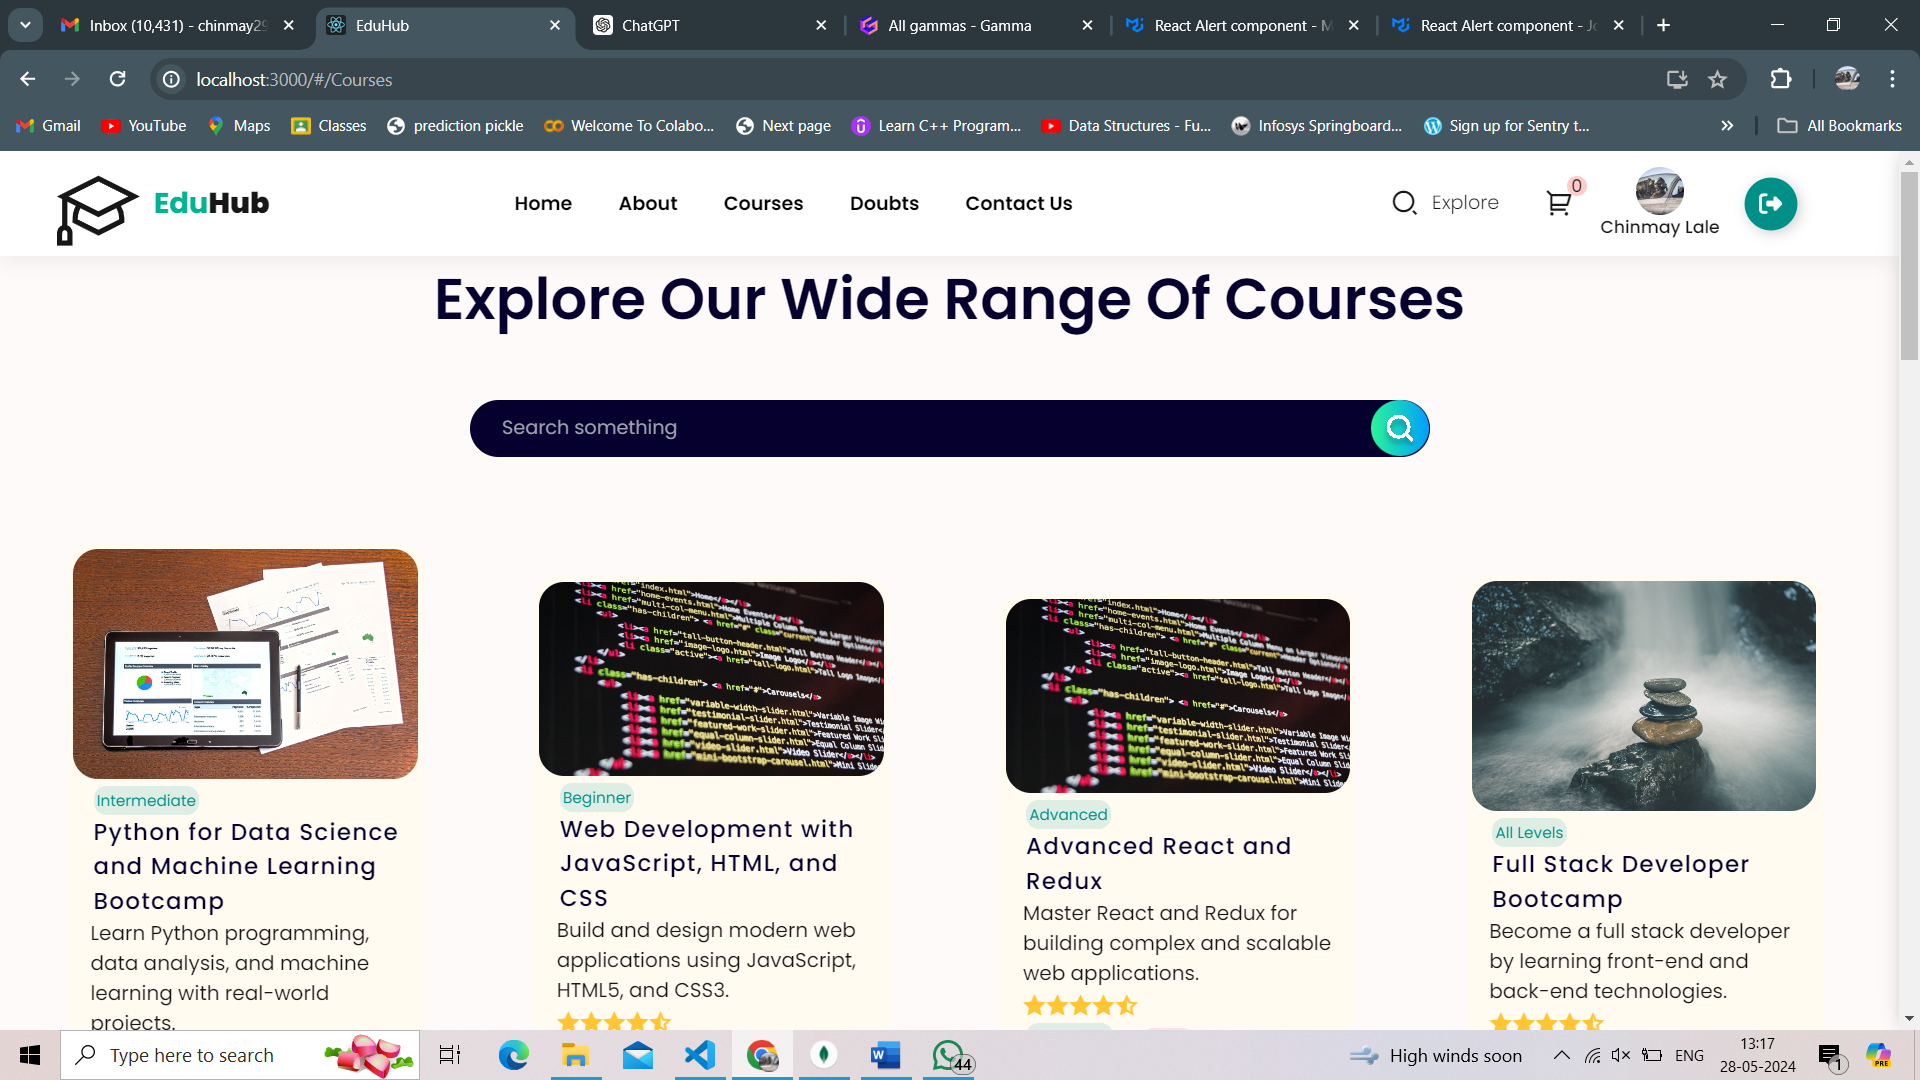 Inbox (10,431) - chinmay29
EduHub
ChatGPT
All gammas - Gamma
React Alert component - M
React Alert component - Jo
localhost:3000/#/Courses
Gmail
YouTube
Maps
Classes
prediction pickle
Welcome To Colabo...
Next page
Learn C++ Program...
Data Structures - Fu...
Infosys Springboard...
Sign up for Sentry t...
All Bookmarks
EduHub
Home
About
Courses
Doubts
Contact Us
Explore
0
Chinmay Lale
Explore Our Wide Range Of Courses
Search something
Intermediate
Python for Data Science
and Machine Learning
Bootcamp
Learn Python programming,
data analysis, and machine
learning with real-world
projects.
Beginner
Web Development with
JavaScript, HTML, and
CSS
Build and design modern web
applications using JavaScript,
HTML5, and CSS3.
Advanced
Advanced React and
Redux
Master React and Redux for
building complex and scalable
web applications.
All Levels
Full Stack Developer
Bootcamp
Become a full stack developer
by learning front-end and
back-end technologies.
Type here to search
44
High winds soon
ENG
13:17
28-05-2024
1
PRE